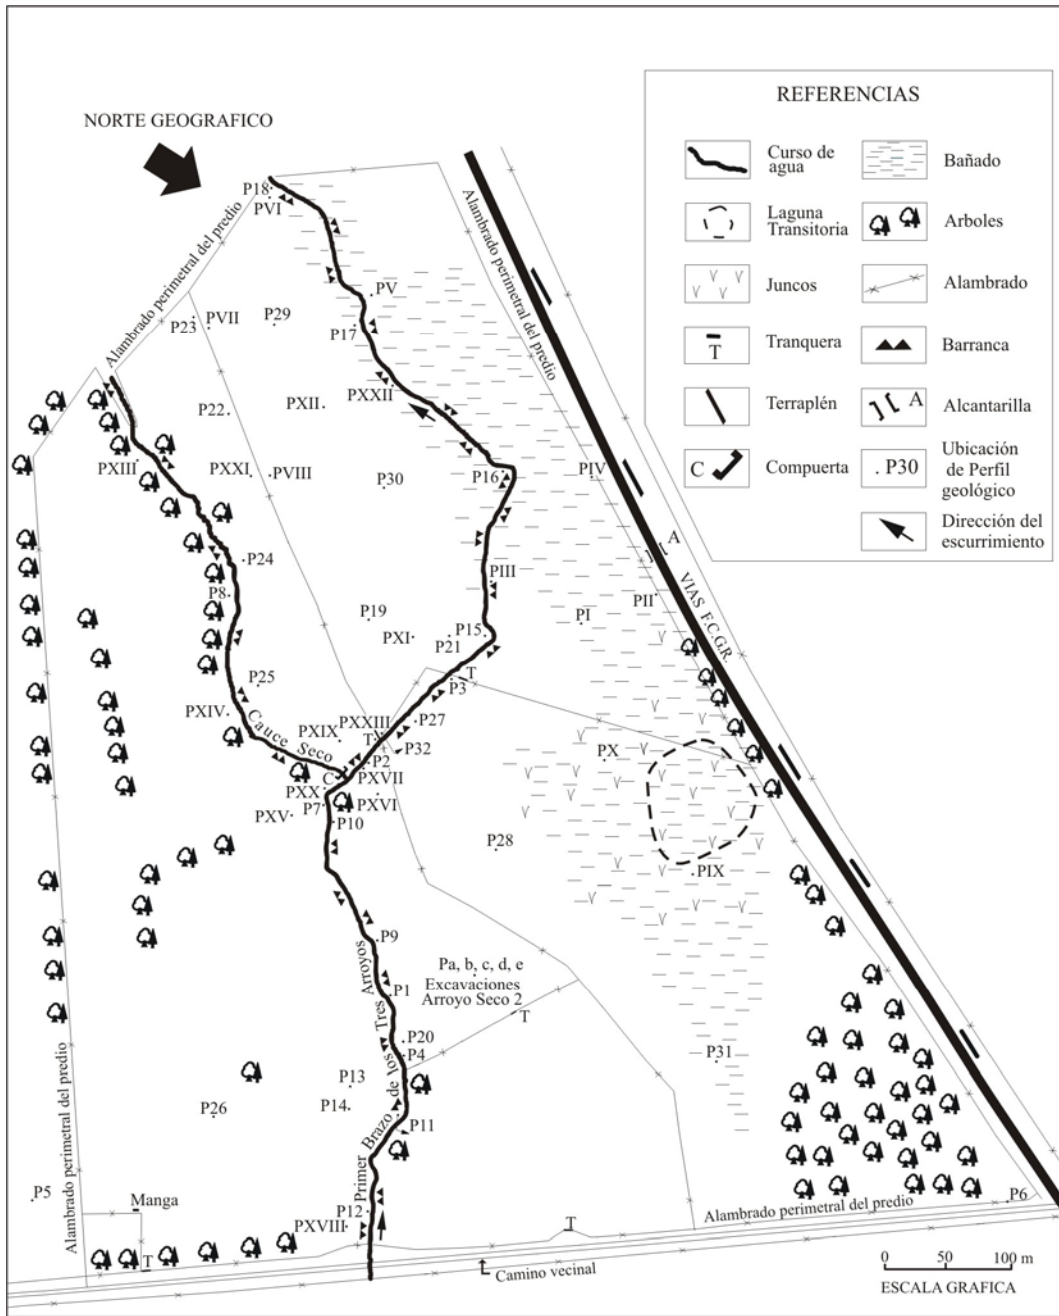 NORTE GEOGRAFICO
REFERENCIAS
Curso de
agua
Bañado
Laguna
Transitoria
Arboles
Juncos
Alambrado
T
Tranquera
Barranca
Terraplén
A
Alcantarilla
C
Compuerta
. P30
Ubicación
de Perfil
geológico
Dirección del
escurrimiento
P18
PVI
Alambrado perimetral del predio
Alambrado perimetral del predio
PV
P23
PVII
P29
P17
PXXII
P22
PXII
PXIII
PXXI
PVIII
P30
P16
PIV
A
VIAS F.C.G.R.
P24
P8
PIII
PII
PI
P19
PXI
P21
P15
T
P3
P25
PXIV
Cauce Seco
PXIX
PXXIII
T
P27
P32
P2
C
PXVII
PX
PXX
P7
PXVI
PXV
P10
P28
PIX
P9
Pa, b, c, d, e
Excavaciones
Arroyo Seco 2
T
P1
P20
P4
P31
P13
P14
P26
P11
Primer Brazo de los Tres Arroyos
Alambrado perimetral del predio
P5
Manga
P12
PXVIII
T
T
Alambrado perimetral del predio
P6
Camino vecinal
0 50 100 m
ESCALA GRAFICA